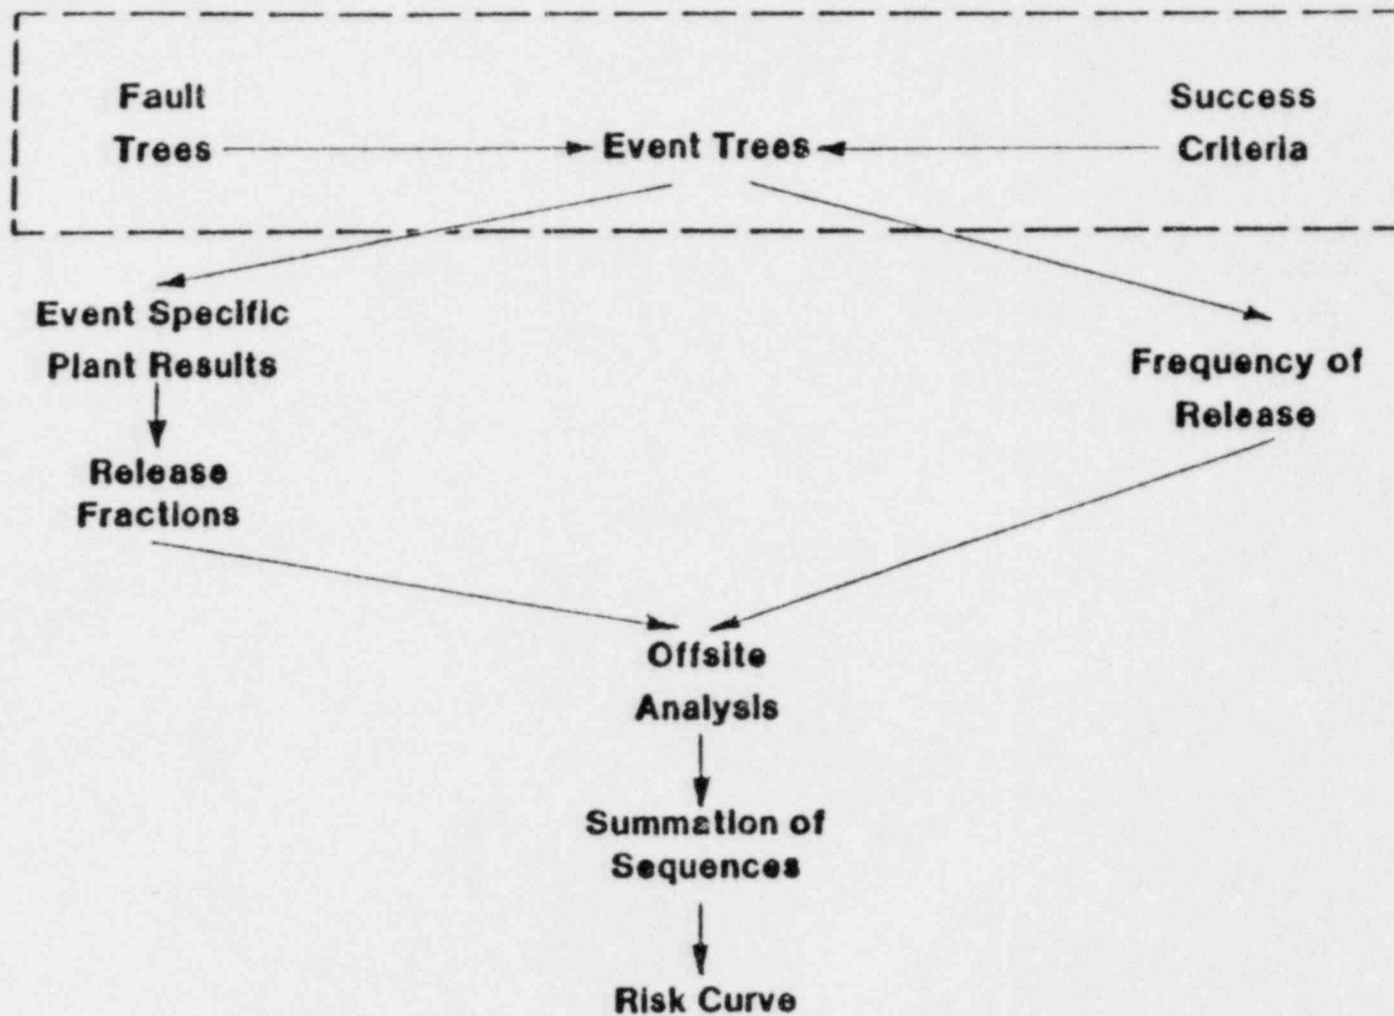 Fault
Trees
Event Trees
Success
Criteria
Event Specific
Plant Results
Frequency of
Release
Release
Fractions
Offsite
Analysis
Summation of
Sequences
Risk Curve